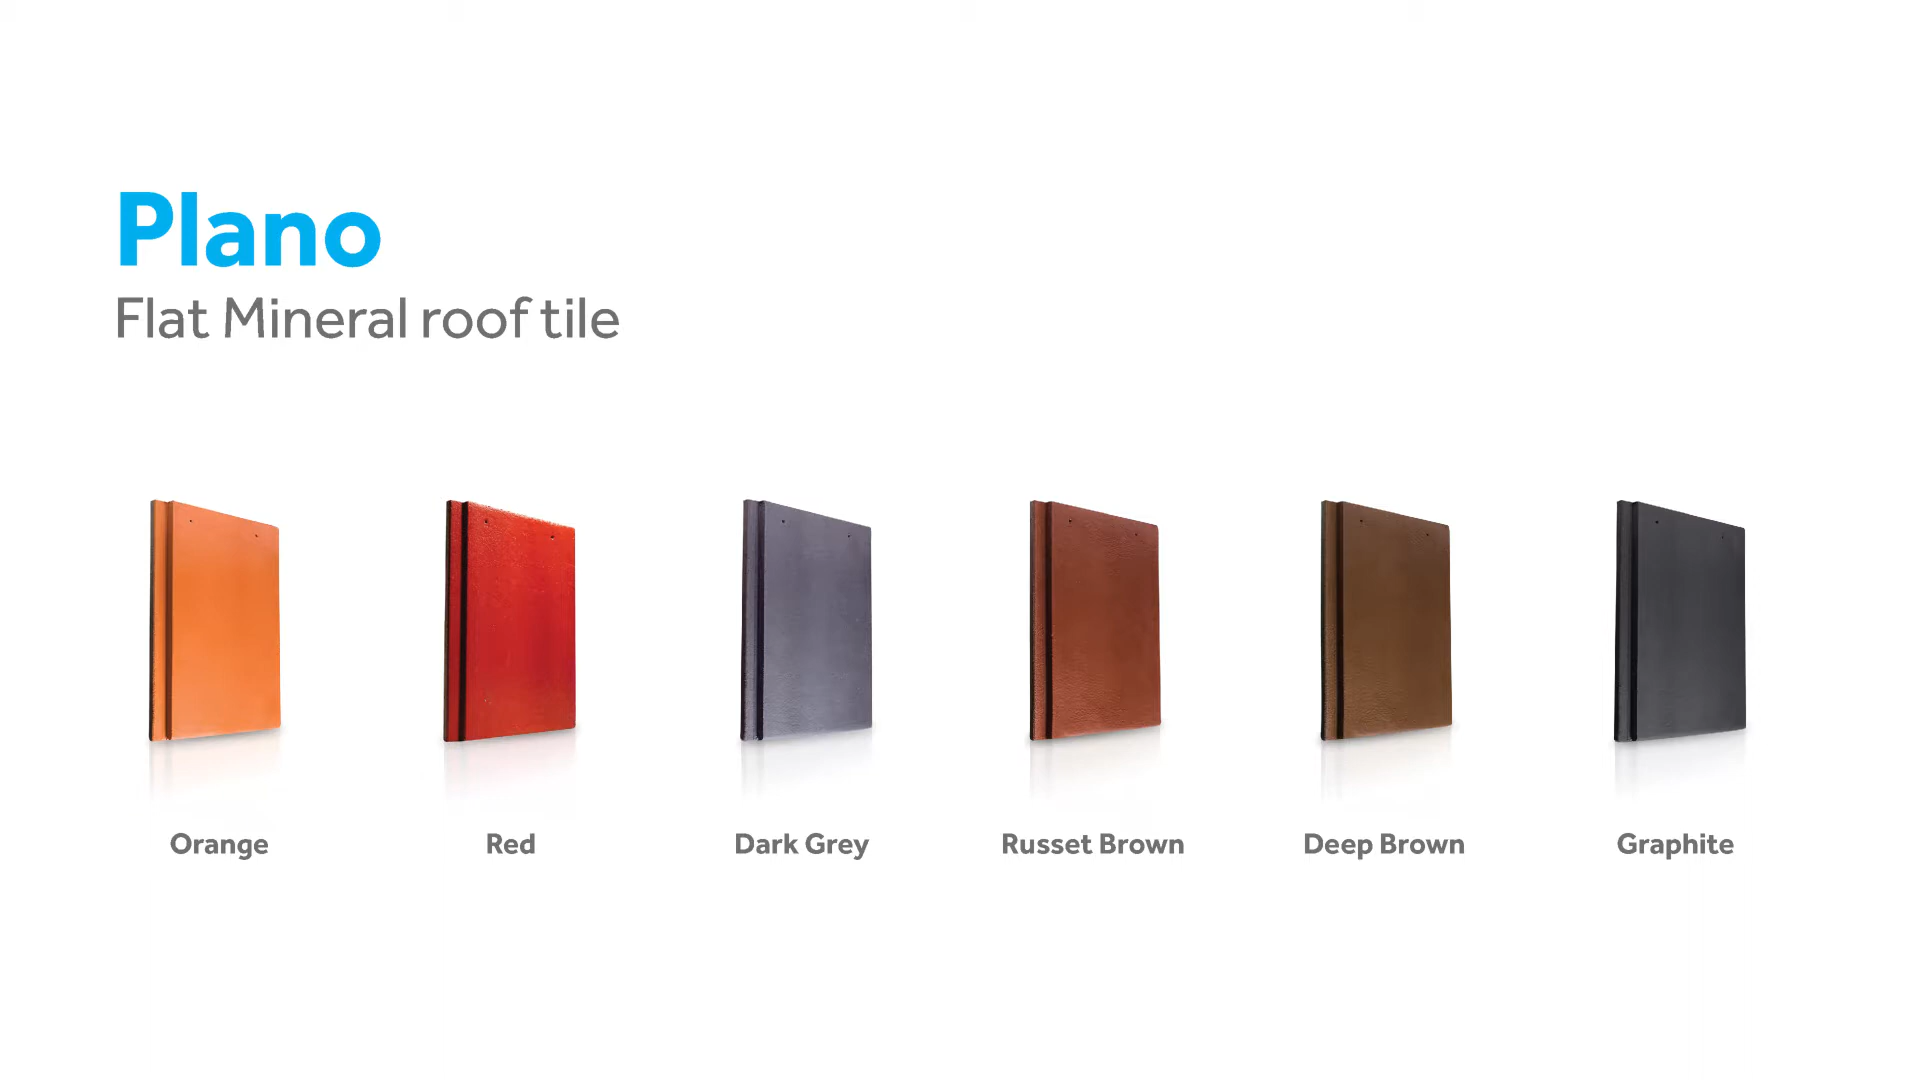 Plano
Flat Mineral roof tile
Orange
Red
Dark Grey
Russet Brown
Deep Brown
Graphite